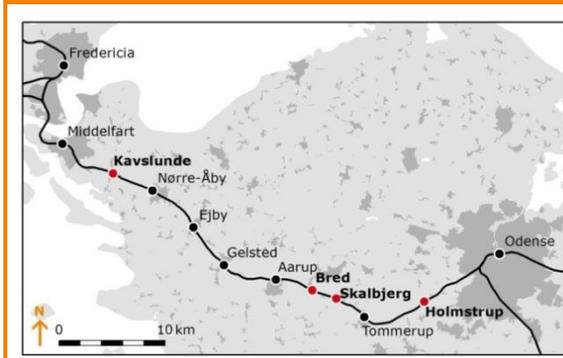 Fredericia
Middelfart
Kavslunde
Nørre-Åby
Ejby
Gelsted
Aarup
Bred
Skalbjerg
Tommerup
Holmstrup
Odense
N
0 10 km